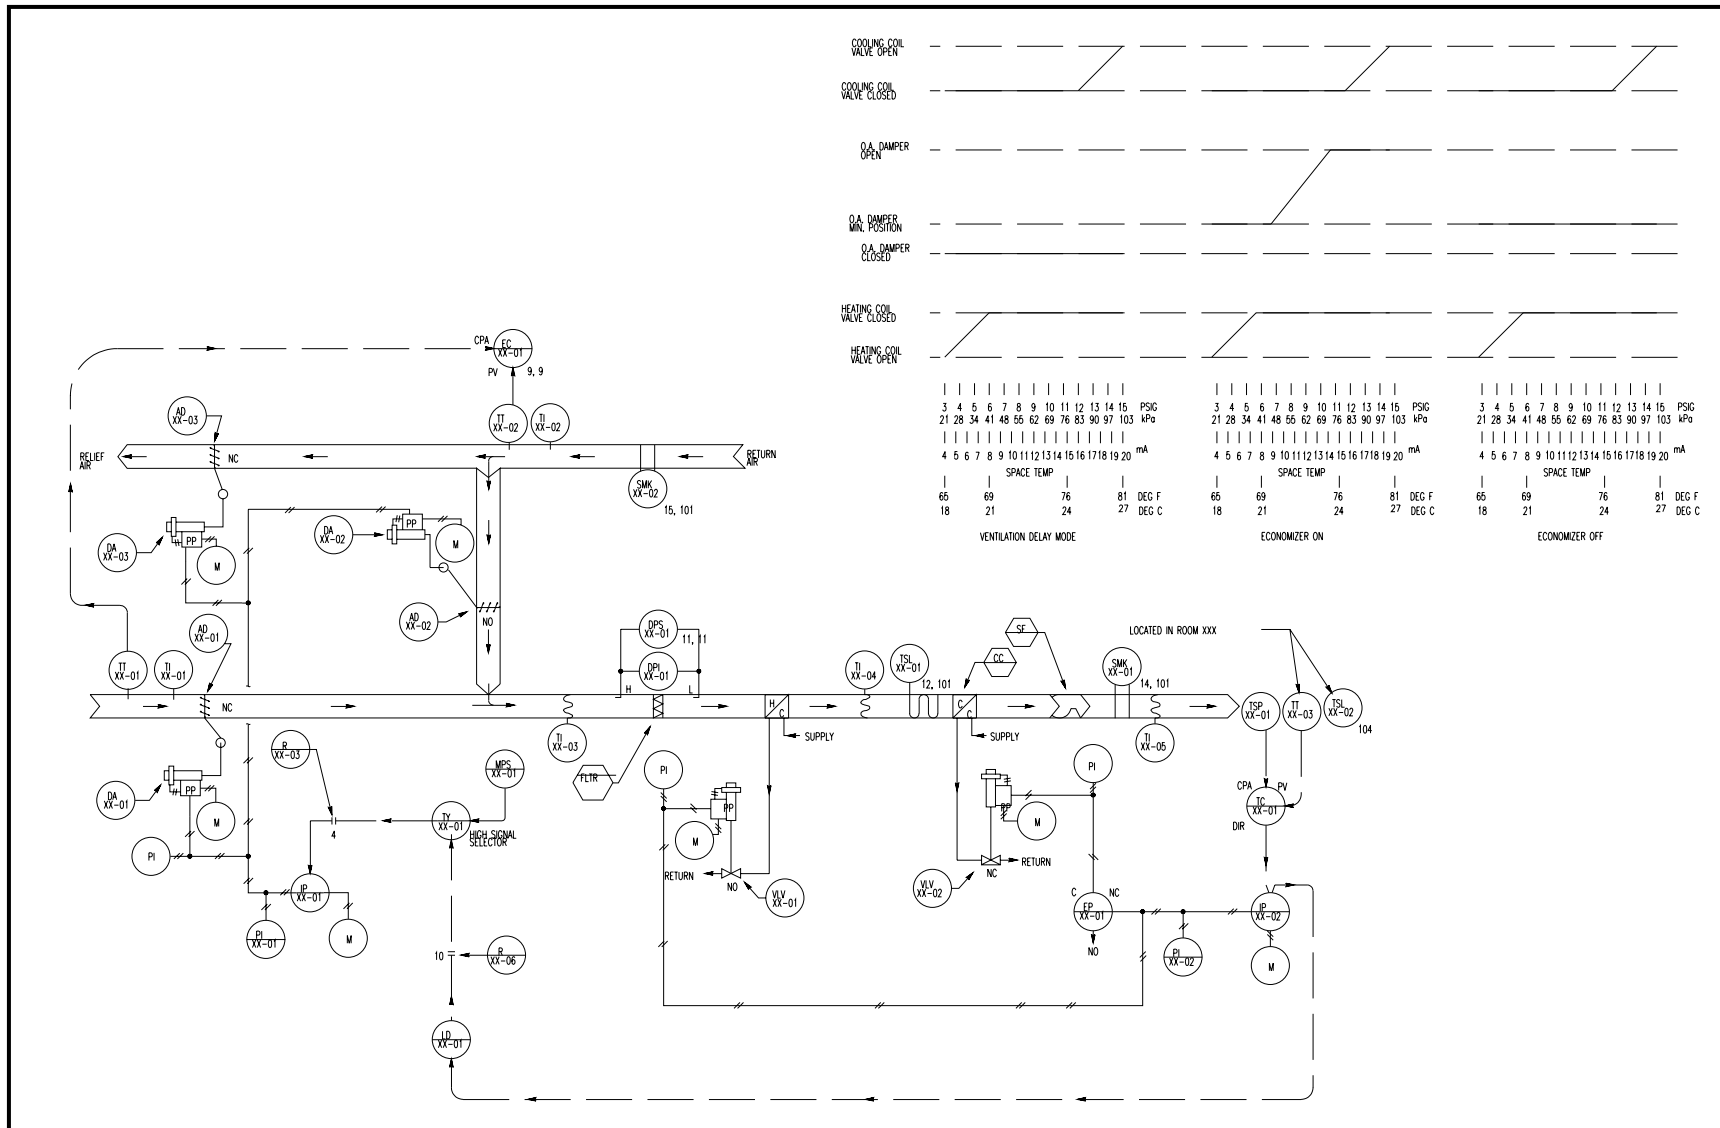 COOLING COIL
VALVE OPEN
COOLING COIL
VALVE CLOSED
O.A. DAMPER
OPEN
O.A. DAMPER
MIN. POSITION
O.A. DAMPER
CLOSED
HEATING COIL
VALVE CLOSED
HEATING COIL
VALVE OPEN
3 4 5 6 7 8 9 10 11 12 13 14 15 PSIG
21 28 34 41 48 55 62 69 76 83 90 97 103 kPa
4 5 6 7 8 9 10 11 12 13 14 15 16 17 18 19 20 mA
SPACE TEMP
65 69 76 81 DEG F
18 21 24 27 DEG C
VENTILATION DELAY MODE
3 4 5 6 7 8 9 10 11 12 13 14 15 PSIG
21 28 34 41 48 55 62 69 76 83 90 97 103 kPa
4 5 6 7 8 9 10 11 12 13 14 15 16 17 18 19 20 mA
SPACE TEMP
65 69 76 81 DEG F
18 21 24 27 DEG C
ECONOMIZER ON
3 4 5 6 7 8 9 10 11 12 13 14 15 PSIG
21 28 34 41 48 55 62 69 76 83 90 97 103 kPa
4 5 6 7 8 9 10 11 12 13 14 15 16 17 18 19 20 mA
SPACE TEMP
65 69 76 81 DEG F
18 21 24 27 DEG C
ECONOMIZER OFF
CPA
EC
XX-01
PV
9, 9
AD
XX-03
TT
XX-02
TI
XX-02
RELIEF
AIR
NC
RETURN
AIR
SMK
XX-02
15, 101
DA
XX-03
PP
M
DA
XX-02
PP
M
AD
XX-02
NO
AD
XX-01
TT
XX-01
TI
XX-01
NC
DPS
XX-01
11, 11
DPI
XX-01
H
L
TI
XX-03
FLTR
H
C
SUPPLY
TI
XX-04
TSL
XX-01
12, 101
CC
SF
C
C
SUPPLY
SMK
XX-01
14, 101
TI
XX-05
LOCATED IN ROOM XXX
TSP
XX-01
TT
XX-03
TSL
XX-02
104
R
XX-03
4
MPS
XX-01
TY
XX-01
HIGH SIGNAL
SELECTOR
DA
XX-01
PP
M
PI
IP
XX-01
PI
XX-01
M
PI
PP
M
RETURN
NO
VLV
XX-01
PI
PP
M
RETURN
NC
VLV
XX-02
CPA
PV
TC
XX-01
DIR
C
NC
EP
XX-01
NO
IP
XX-02
PI
XX-02
M
10
R
XX-06
LD
XX-01